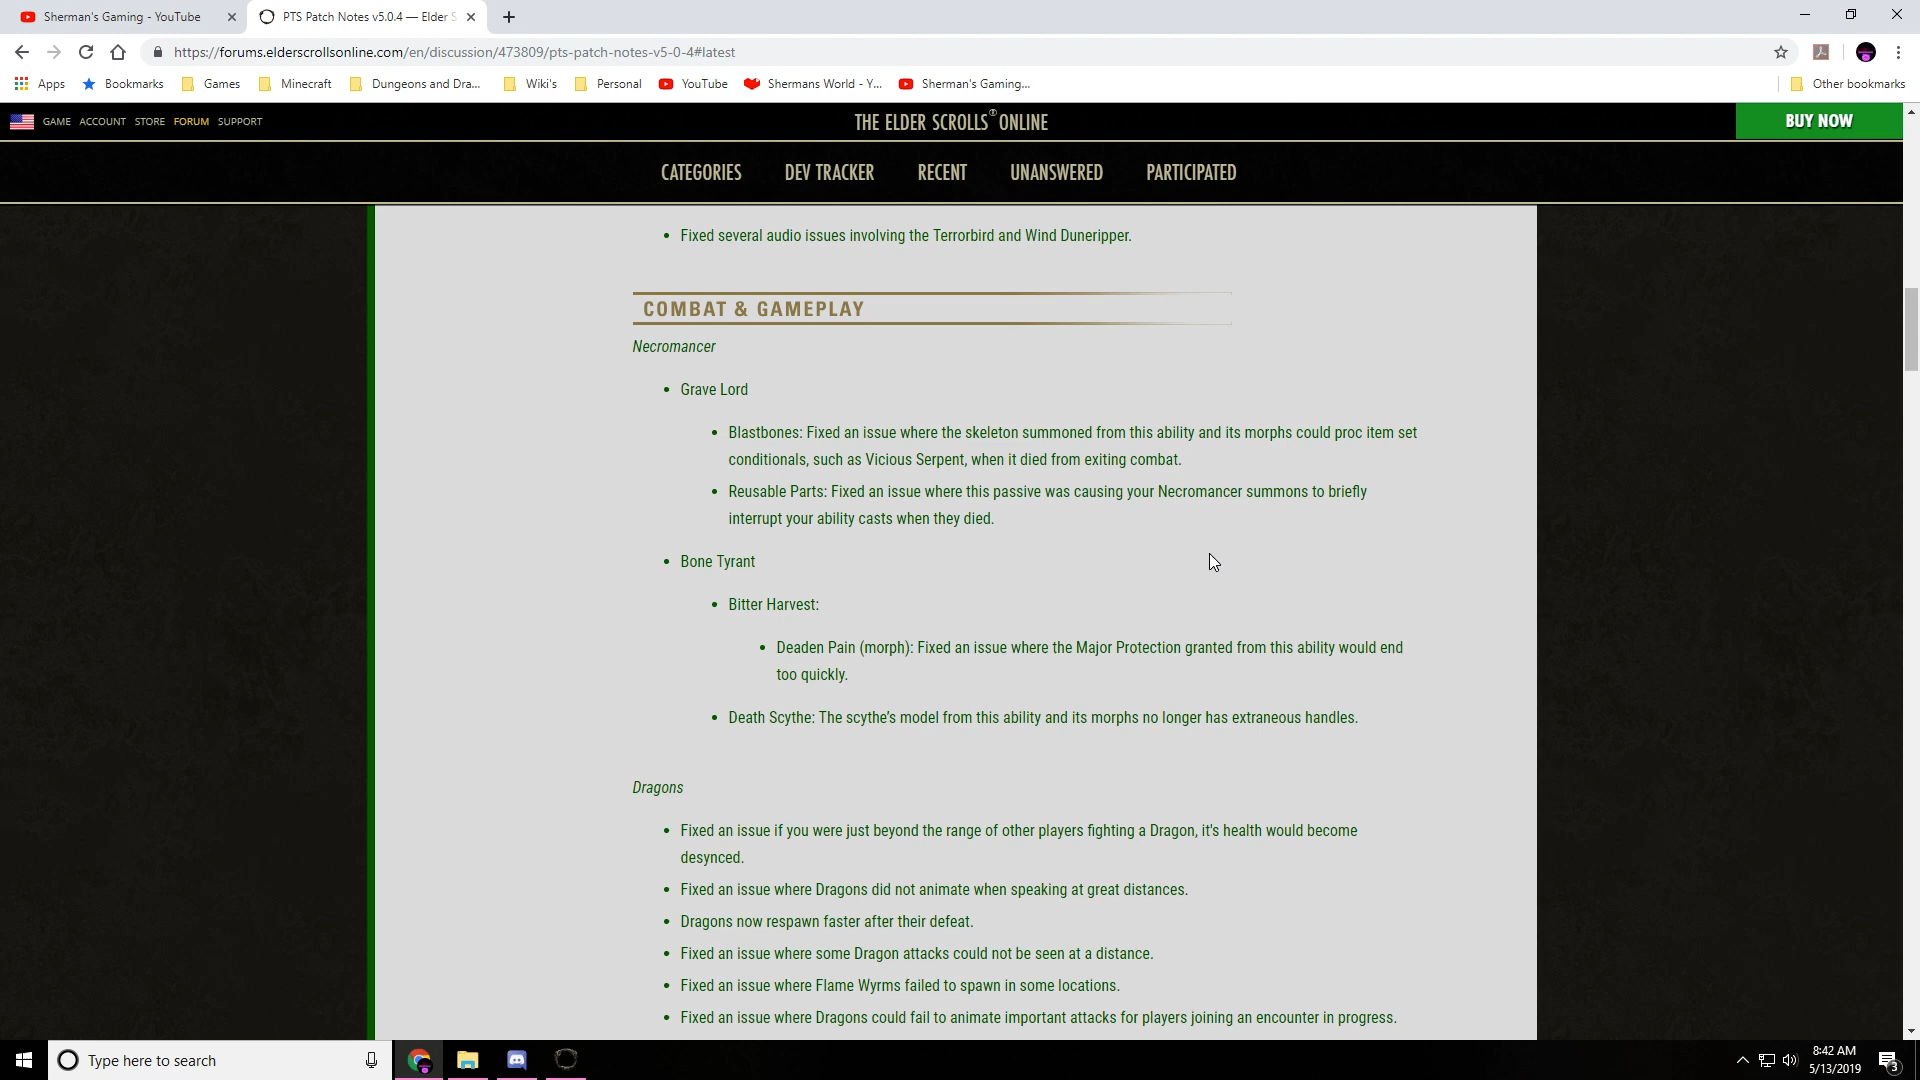 Sherman's Gaming - YouTube
PTS Patch Notes v5.0.4 — Elder S
https://forums.elderscrollsonline.com/en/discussion/473809/pts-patch-notes-v5-0-4#latest
Apps Bookmarks Games Minecraft Dungeons and Dra... Wiki's Personal YouTube Shermans World - Y... Sherman's Gaming... Other bookmarks
GAME ACCOUNT STORE FORUM SUPPORT
THE ELDER SCROLLS® ONLINE
BUY NOW
CATEGORIES DEV TRACKER RECENT UNANSWERED PARTICIPATED
• Fixed several audio issues involving the Terrorbird and Wind Duneripper.
COMBAT & GAMEPLAY
Necromancer
• Grave Lord
• Blastbones: Fixed an issue where the skeleton summoned from this ability and its morphs could proc item set
conditionals, such as Vicious Serpent, when it died from exiting combat.
• Reusable Parts: Fixed an issue where this passive was causing your Necromancer summons to briefly
interrupt your ability casts when they died.
• Bone Tyrant
• Bitter Harvest:
• Deaden Pain (morph): Fixed an issue where the Major Protection granted from this ability would end
too quickly.
• Death Scythe: The scythe's model from this ability and its morphs no longer has extraneous handles.
Dragons
• Fixed an issue if you were just beyond the range of other players fighting a Dragon, it's health would become
desynced.
• Fixed an issue where Dragons did not animate when speaking at great distances.
• Dragons now respawn faster after their defeat.
• Fixed an issue where some Dragon attacks could not be seen at a distance.
• Fixed an issue where Flame Wyrms failed to spawn in some locations.
• Fixed an issue where Dragons could fail to animate important attacks for players joining an encounter in progress.
Type here to search
8:42 AM
5/13/2019
3